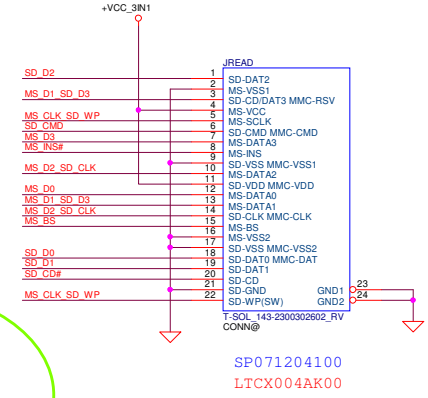 +VCC_3IN1
JREAD
SD_D2 1 SD-DAT2
2 MS-VSS1
MS_D1_SD_D3 3 SD-CD/DAT3 MMC-RSV
4 MS-VCC
MS_CLK_SD_WP 5 MS-SCLK
SD_CMD 6 SD-CMD MMC-CMD
MS_D3 7 MS-DATA3
MS_INS# 8 MS-INS
9 SD-VSS MMC-VSS1
MS_D2_SD_CLK 10 MS-DATA2
11 SD-VDD MMC-VDD
MS_D0 12 MS-DATA0
MS_D1_SD_D3 13 MS-DATA1
MS_D2_SD_CLK 14 SD-CLK MMC-CLK
MS_BS 15 MS-BS
16 MS-VSS2
17 SD-VSS MMC-VSS2
SD_D0 18 SD-DAT0 MMC-DAT
SD_D1 19 SD-DAT1
SD_CD# 20 SD-CD
21 SD-GND GND1 23
MS_CLK_SD_WP 22 SD-WP(SW) GND2 24
T-SOL_143-2300302602_RV
CONN@
SP071204100
LTCX004AK00